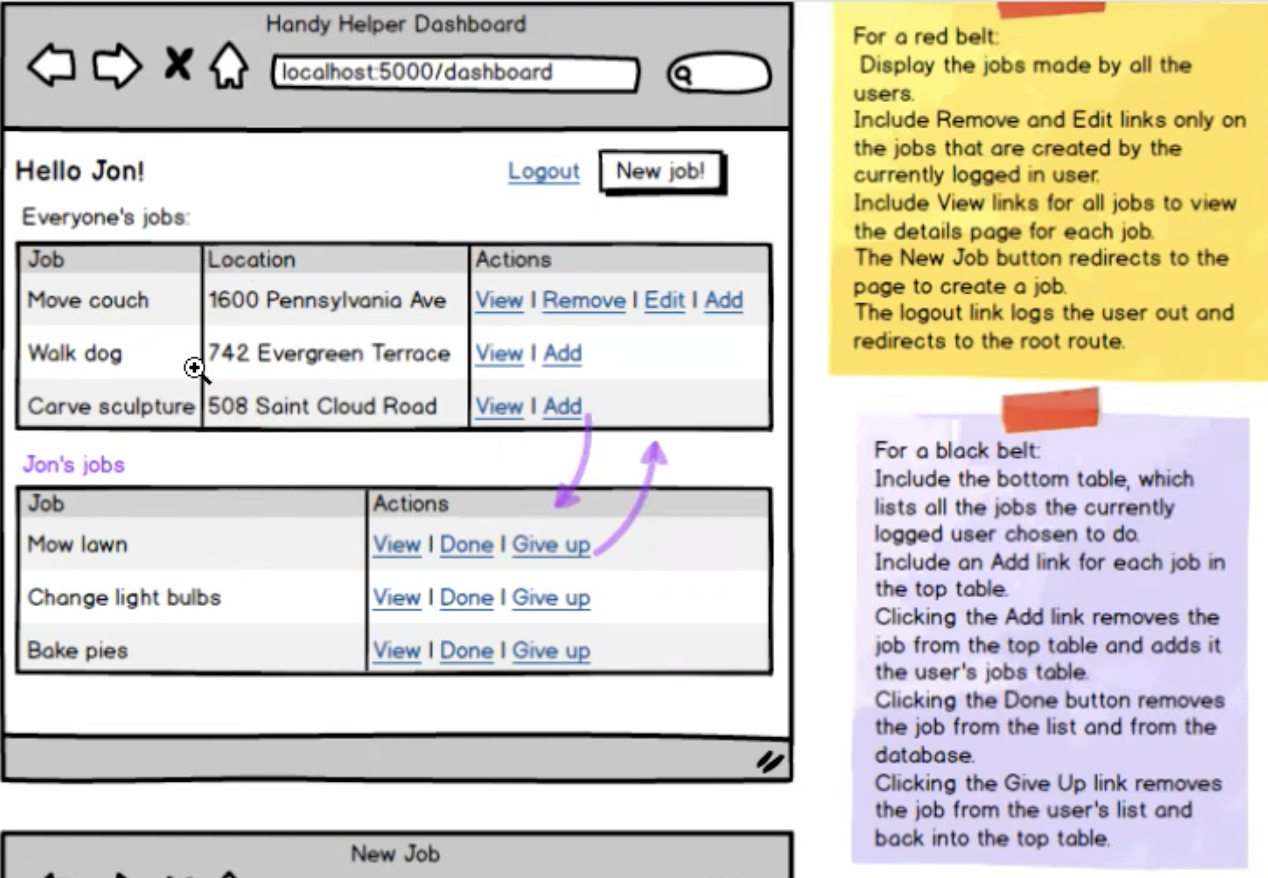 Handy Helper Dashboard
localhost:5000/dashboard
Hello Jon!
Logout
New job!
Everyone's jobs:
Job Location Actions
Move couch 1600 Pennsylvania Ave View | Remove | Edit | Add
Walk dog 742 Evergreen Terrace View | Add
Carve sculpture 508 Saint Cloud Road View | Add
Jon's jobs
Job Actions
Mow lawn View | Done | Give up
Change light bulbs View | Done | Give up
Bake pies View | Done | Give up
New Job
For a red belt:
Display the jobs made by all the
users.
Include Remove and Edit links only on
the jobs that are created by the
currently logged in user.
Include View links for all jobs to view
the details page for each job.
The New Job button redirects to the
page to create a job.
The logout link logs the user out and
redirects to the root route.
For a black belt:
Include the bottom table, which
lists all the jobs the currently
logged user chosen to do.
Include an Add link for each job in
the top table.
Clicking the Add link removes the
job from the top table and adds it
the user's jobs table.
Clicking the Done button removes
the job from the list and from the
database.
Clicking the Give Up link removes
the job from the user's list and
back into the top table.